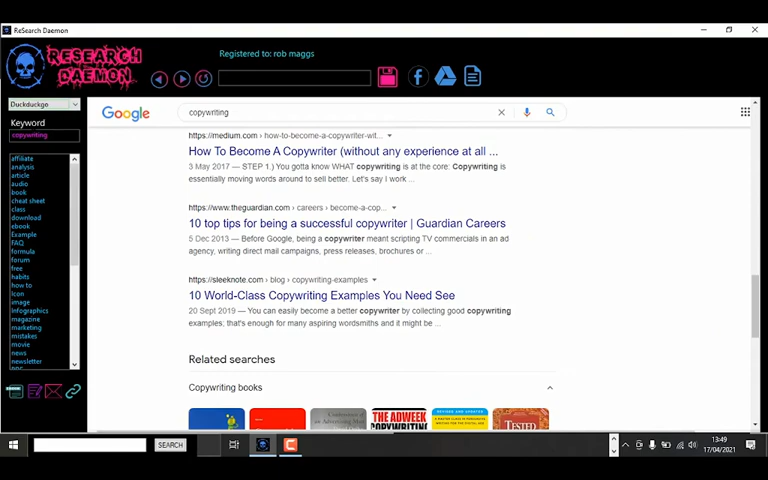 ReSearch Daemon
RESEARCH
DAEMON
Registered to: rob maggs
Duckduckgo
Keyword
copywriting
affiliate
analysis
article
audio
book
cheat sheet
class
download
ebook
Example
FAQ
formula
forum
free
habits
how to
Icon
image
Infographics
magazine
marketing
mistakes
movie
news
newsletter
Google
copywriting
https://medium.com › how-to-become-a-copywriter-wit...
How To Become A Copywriter (without any experience at all ...
3 May 2017 — STEP 1.) You gotta know WHAT copywriting is at the core: Copywriting is
essentially moving words around to sell better. Let's say I work ...
https://www.theguardian.com › careers › become-a-cop...
10 top tips for being a successful copywriter | Guardian Careers
5 Dec 2013 — Before Google, being a copywriter meant scripting TV commercials in an ad
agency, writing direct mail campaigns, press releases, brochures or ...
https://sleeknote.com › blog › copywriting-examples
10 World-Class Copywriting Examples You Need See
20 Sept 2019 — You can easily become a better copywriter by collecting good copywriting
examples; that's enough for many aspiring wordsmiths and it might be ...
Related searches
Copywriting books
THE ADWEEK
COPYWRITING
TESTED
SEARCH
13:49
17/04/2021